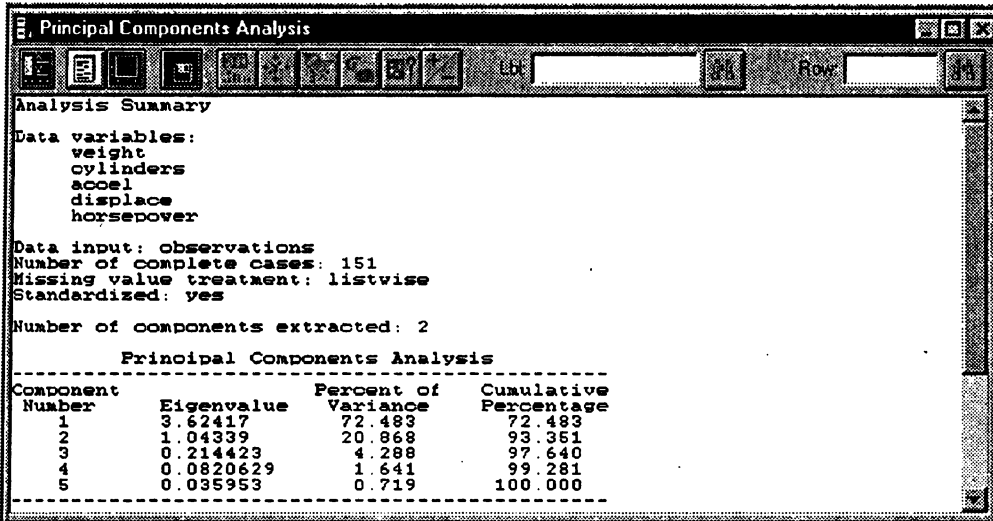 Principal Components Analysis
Lbl: Row:
Analysis Summary
Data variables:
weight
cylinders
accel
displace
horsepower
Data input: observations
Number of complete cases: 151
Missing value treatment: listwise
Standardized: yes
Number of components extracted: 2
Principal Components Analysis
Component Percent of Cumulative
Number Eigenvalue Variance Percentage
1 3.62417 72.483 72.483
2 1.04339 20.868 93.351
3 0.214423 4.288 97.640
4 0.0820629 1.641 99.281
5 0.035953 0.719 100.000